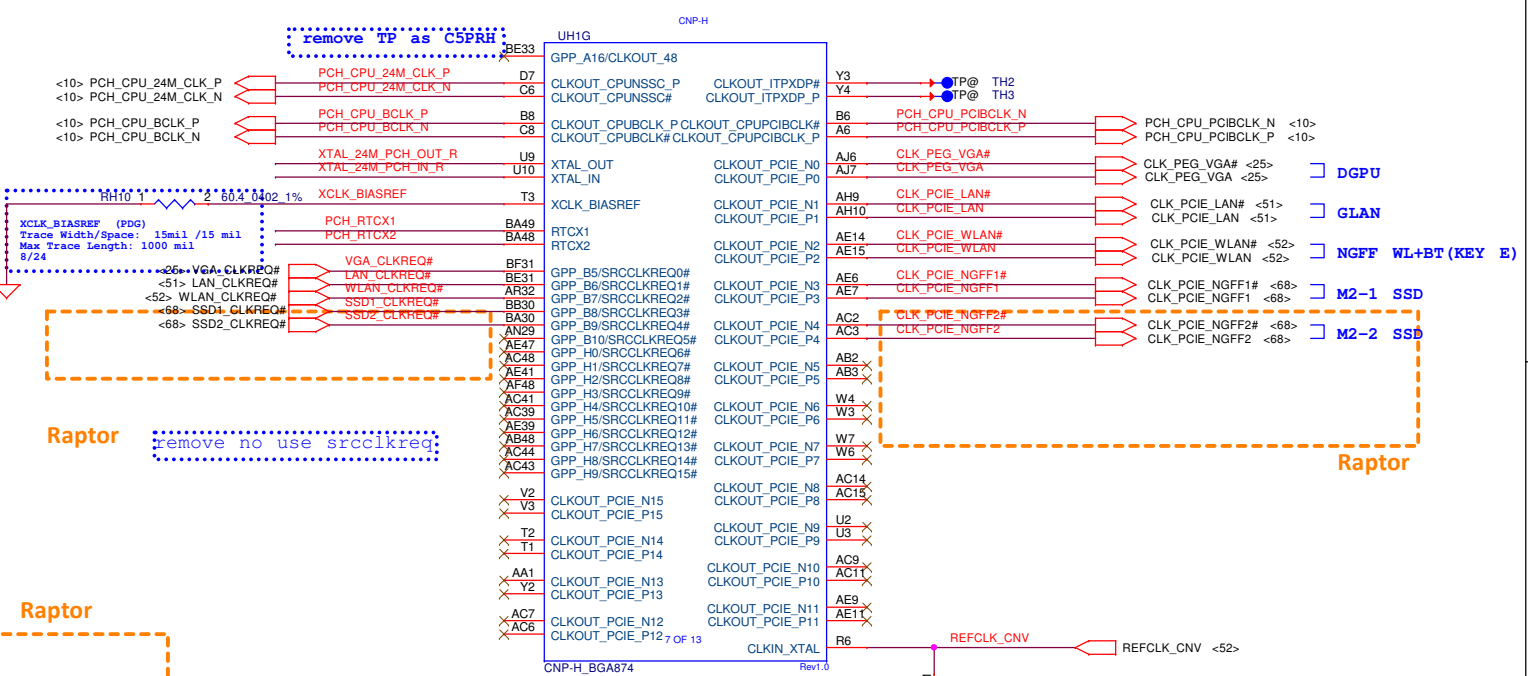 CNP-H
UH1G
remove TP as C5PRH
BE33 GPP_A16/CLKOUT_48
<10> PCH_CPU_24M_CLK_P PCH_CPU_24M_CLK_P D7 CLKOUT_CPUNSSC_P CLKOUT_ITPXDP# Y3 TP@ TH2
<10> PCH_CPU_24M_CLK_N PCH_CPU_24M_CLK_N C6 CLKOUT_CPUNSSC# CLKOUT_ITPXDP_P Y4 TP@ TH3
<10> PCH_CPU_BCLK_P PCH_CPU_BCLK_P B8 CLKOUT_CPUBCLK_P CLKOUT_CPUPCIBCLK# B6 PCH_CPU_PCIBCLK_N PCH_CPU_PCIBCLK_N <10>
<10> PCH_CPU_BCLK_N PCH_CPU_BCLK_N C8 CLKOUT_CPUBCLK# CLKOUT_CPUPCIBCLK_P A6 PCH_CPU_PCIBCLK_P PCH_CPU_PCIBCLK_P <10>
XTAL_24M_PCH_OUT_R U9 XTAL_OUT CLKOUT_PCIE_N0 AJ6 CLK_PEG_VGA# CLK_PEG_VGA# <25>
XTAL_24M_PCH_IN_R U10 XTAL_IN CLKOUT_PCIE_P0 AJ7 CLK_PEG_VGA CLK_PEG_VGA <25>
DGPU
RH10 1 2 60.4_0402_1% XCLK_BIASREF T3 XCLK_BIASREF CLKOUT_PCIE_N1 AH9 CLK_PCIE_LAN# CLK_PCIE_LAN# <51>
CLKOUT_PCIE_P1 AH10 CLK_PCIE_LAN CLK_PCIE_LAN <51>
GLAN
XCLK_BIASREF (PDG)
Trace Width/Space: 15mil /15 mil
Max Trace Length: 1000 mil
8/24
PCH_RTCX1 BA49 RTCX1
PCH_RTCX2 BA48 RTCX2
CLKOUT_PCIE_N2 AE14 CLK_PCIE_WLAN# CLK_PCIE_WLAN# <52>
CLKOUT_PCIE_P2 AE15 CLK_PCIE_WLAN CLK_PCIE_WLAN <52>
NGFF WL+BT(KEY E)
<25> VGA_CLKREQ# VGA_CLKREQ# BF31 GPP_B5/SRCCLKREQ0#
<51> LAN_CLKREQ# LAN_CLKREQ# BE31 GPP_B6/SRCCLKREQ1# CLKOUT_PCIE_N3 AE6 CLK_PCIE_NGFF1# CLK_PCIE_NGFF1# <68>
<52> WLAN_CLKREQ# WLAN_CLKREQ# AR32 GPP_B7/SRCCLKREQ2# CLKOUT_PCIE_P3 AE7 CLK_PCIE_NGFF1 CLK_PCIE_NGFF1 <68>
M2-1 SSD
<68> SSD1_CLKREQ# SSD1_CLKREQ# BB30 GPP_B8/SRCCLKREQ3#
<68> SSD2_CLKREQ# SSD2_CLKREQ# BA30 GPP_B9/SRCCLKREQ4# CLKOUT_PCIE_N4 AC2 CLK_PCIE_NGFF2# CLK_PCIE_NGFF2# <68>
AN29 GPP_B10/SRCCLKREQ5# CLKOUT_PCIE_P4 AC3 CLK_PCIE_NGFF2 CLK_PCIE_NGFF2 <68>
M2-2 SSD
AE47 GPP_H0/SRCCLKREQ6#
AC48 GPP_H1/SRCCLKREQ7# CLKOUT_PCIE_N5 AB2
AE41 GPP_H2/SRCCLKREQ8# CLKOUT_PCIE_P5 AB3
AF48 GPP_H3/SRCCLKREQ9#
AC41 GPP_H4/SRCCLKREQ10# CLKOUT_PCIE_N6 W4
AC39 GPP_H5/SRCCLKREQ11# CLKOUT_PCIE_P6 W3
AE39 GPP_H6/SRCCLKREQ12#
AB48 GPP_H7/SRCCLKREQ13# CLKOUT_PCIE_N7 W7
AC44 GPP_H8/SRCCLKREQ14# CLKOUT_PCIE_P7 W6
AC43 GPP_H9/SRCCLKREQ15#
Raptor
remove no use srcclkreq
Raptor
CLKOUT_PCIE_N8 AC14
V2 CLKOUT_PCIE_N15 CLKOUT_PCIE_P8 AC15
V3 CLKOUT_PCIE_P15
CLKOUT_PCIE_N9 U2
T2 CLKOUT_PCIE_N14 CLKOUT_PCIE_P9 U3
T1 CLKOUT_PCIE_P14
CLKOUT_PCIE_N10 AC9
AA1 CLKOUT_PCIE_N13 CLKOUT_PCIE_P10 AC11
Y2 CLKOUT_PCIE_P13
Raptor
CLKOUT_PCIE_N11 AE9
AC7 CLKOUT_PCIE_N12 CLKOUT_PCIE_P11 AE11
AC6 CLKOUT_PCIE_P12 7 OF 13
CLKIN_XTAL R6 REFCLK_CNV REFCLK_CNV <52>
CNP-H_BGA874 Rev1.0